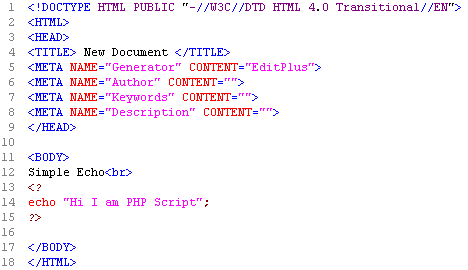 1 <!DOCTYPE HTML PUBLIC "-//W3C//DTD HTML 4.0 Transitional//EN">
2 <HTML>
3 <HEAD>
4 <TITLE> New Document </TITLE>
5 <META NAME="Generator" CONTENT="EditPlus">
6 <META NAME="Author" CONTENT="">
7 <META NAME="Keywords" CONTENT="">
8 <META NAME="Description" CONTENT="">
9 </HEAD>
10
11 <BODY>
12 Simple Echo<br>
13 <?
14 echo "Hi I am PHP Script";
15 ?>
16
17 </BODY>
18 </HTML>